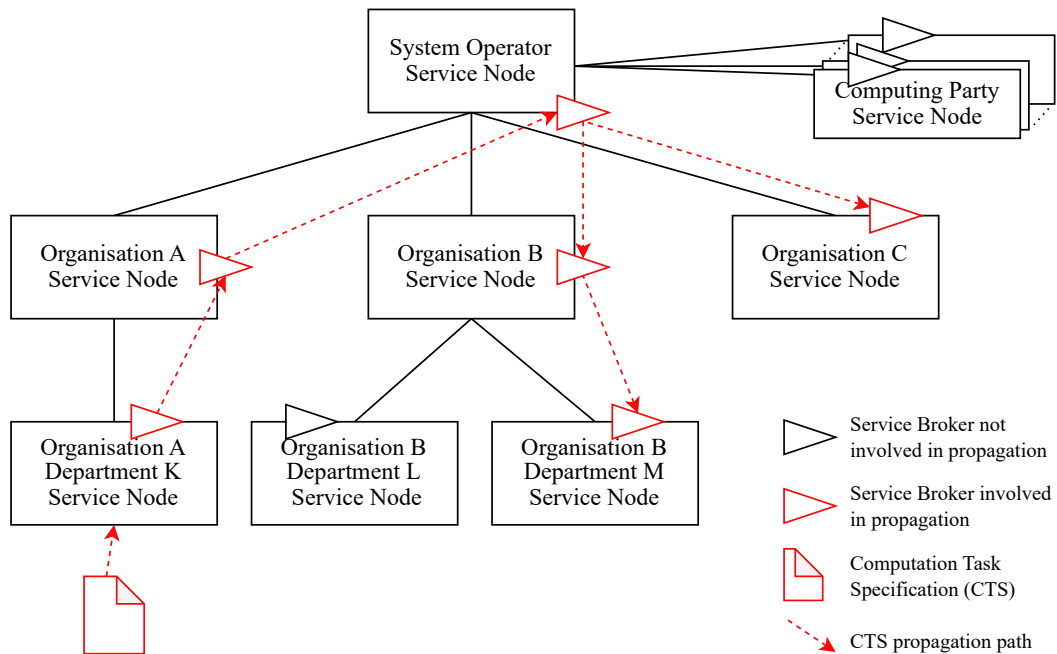 System Operator
Service Node
Computing Party
Service Node
Organisation A
Service Node
Organisation B
Service Node
Organisation C
Service Node
Organisation A
Department K
Service Node
Organisation B
Department L
Service Node
Organisation B
Department M
Service Node
Service Broker not
involved in propagation
Service Broker involved
in propagation
Computation Task
Specification (CTS)
CTS propagation path